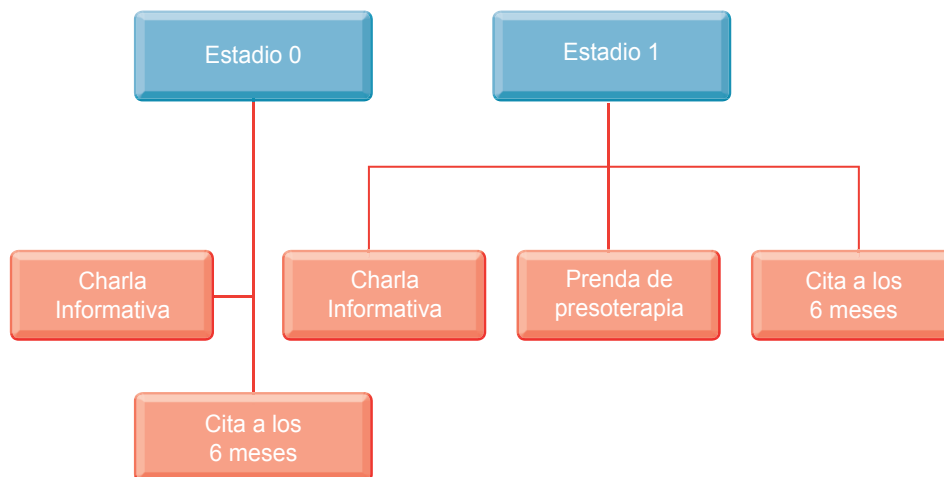 Estadio 0
Estadio 1
Charla
Informativa
Charla
Informativa
Prenda de
presoterapia
Cita a los
6 meses
Cita a los
6 meses